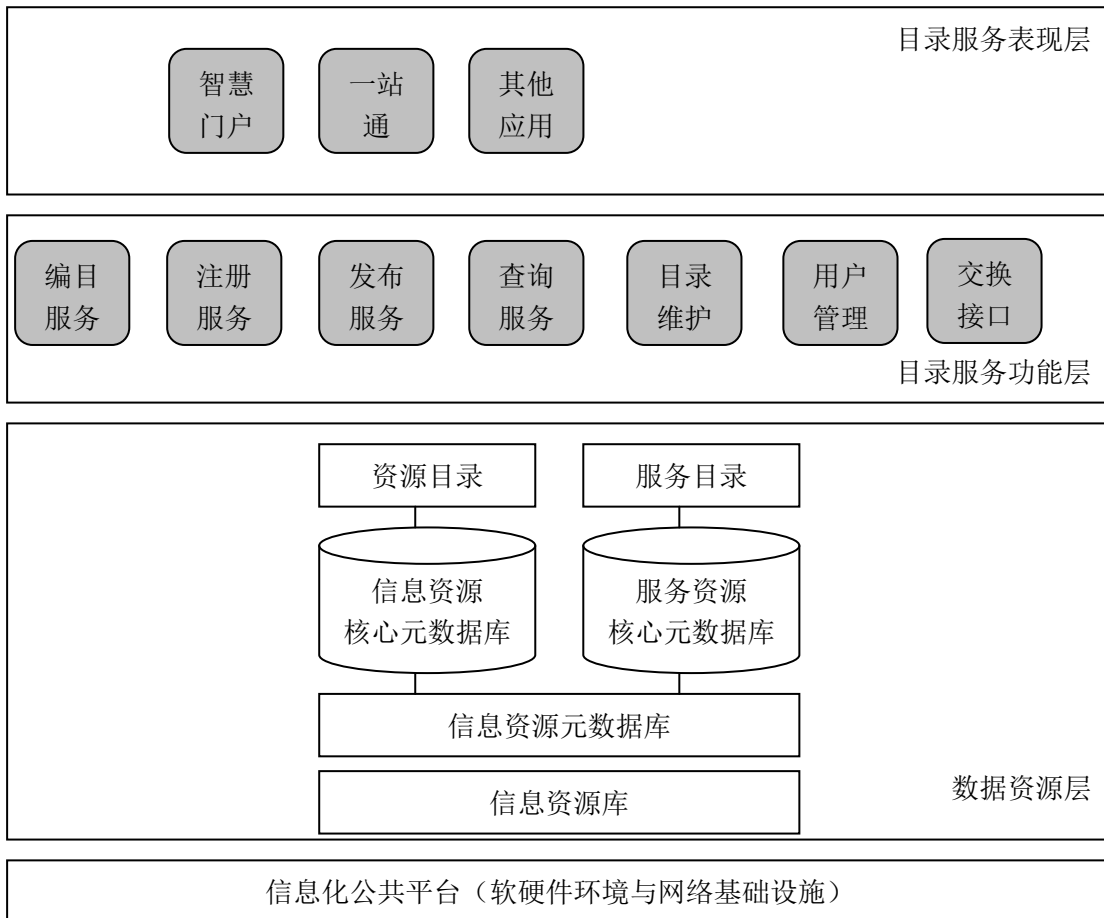 目录服务表现层
智慧
门户
一站
通
其他
应用
编目
服务
注册
服务
发布
服务
查询
服务
目录
维护
用户
管理
交换
接口
目录服务功能层
资源目录
服务目录
信息资源
核心元数据库
服务资源
核心元数据库
信息资源元数据库
信息资源库
数据资源层
信息化公共平台（软硬件环境与网络基础设施）